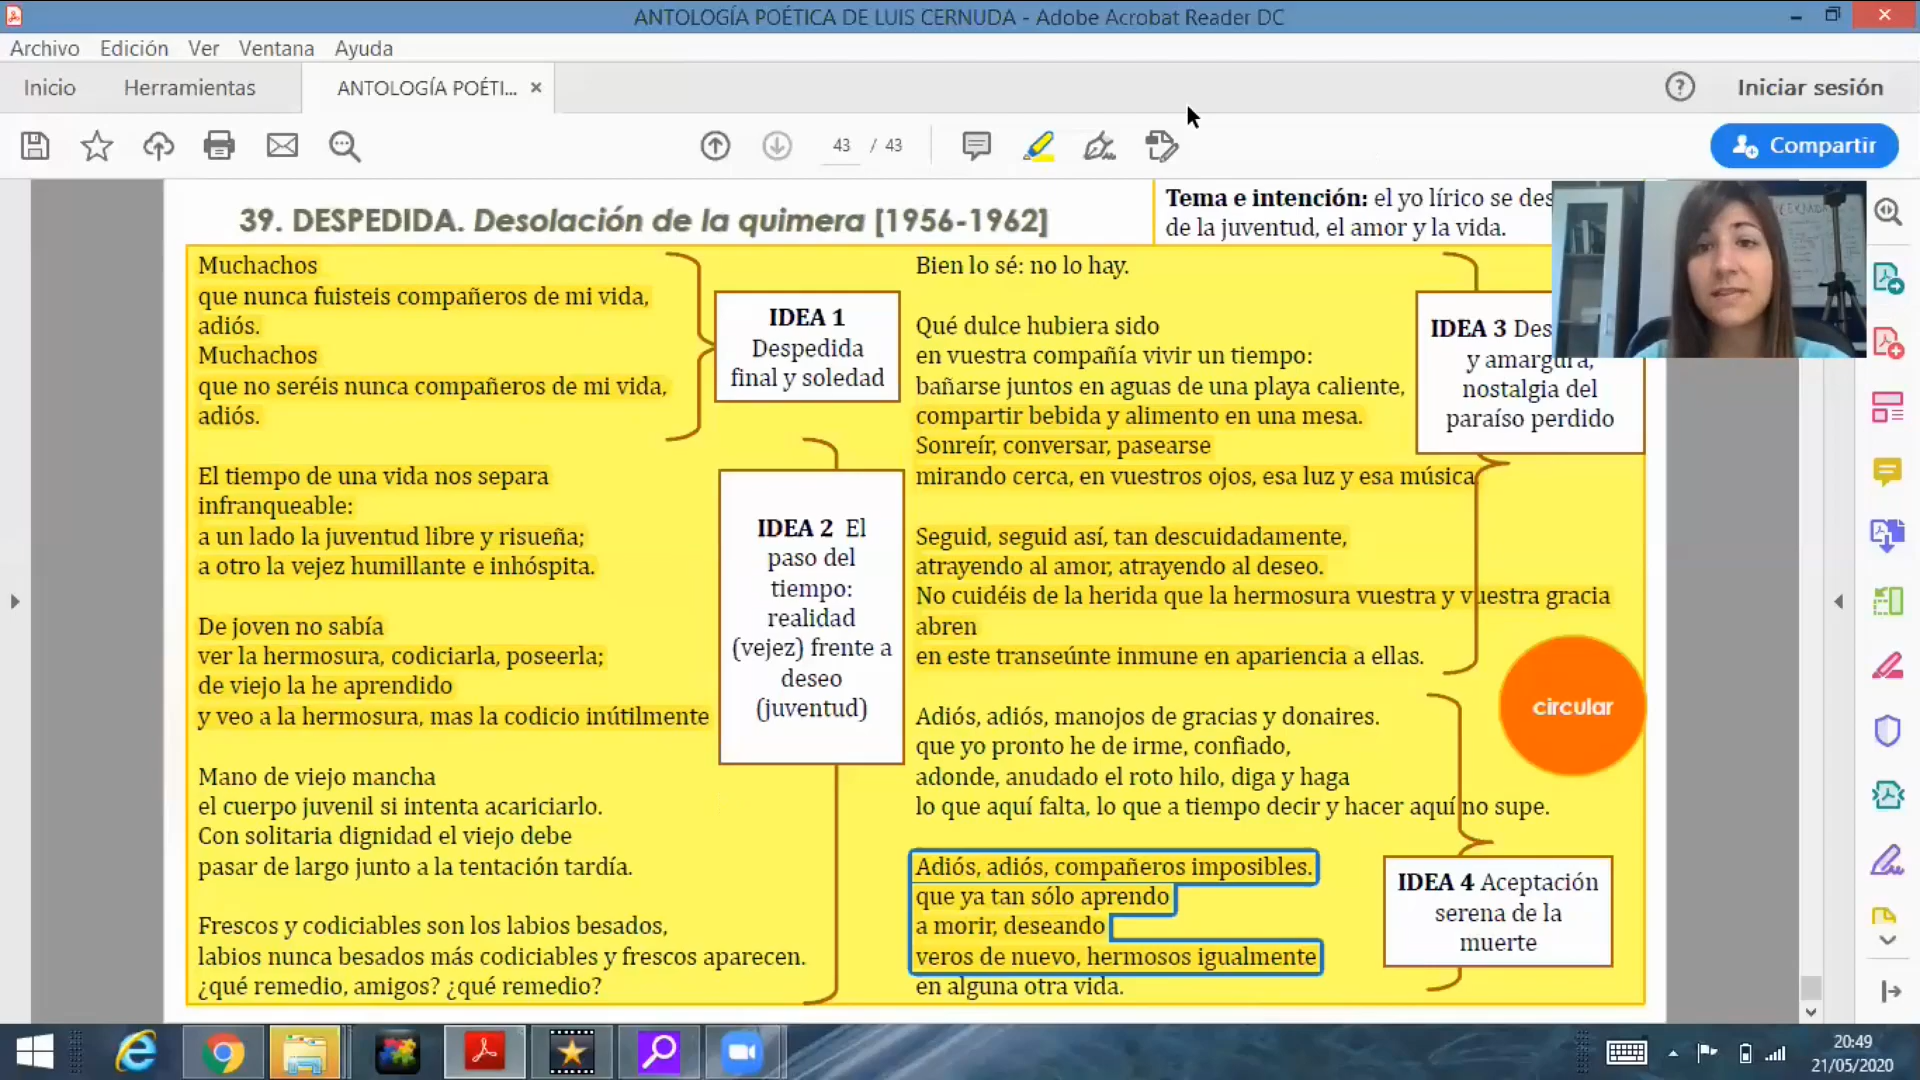 ANTOLOGÍA POÉTICA DE LUIS CERNUDA - Adobe Acrobat Reader DC
Archivo Edición Ver Ventana Ayuda
Inicio Herramientas ANTOLOGÍA POÉTI... × Iniciar sesión
43 / 43 Compartir
39. DESPEDIDA. Desolación de la quimera [1956-1962]
Tema e intención: el yo lírico se des
de la juventud, el amor y la vida.
Muchachos
que nunca fuisteis compañeros de mi vida,
adiós.
Muchachos
que no seréis nunca compañeros de mi vida,
adiós.
El tiempo de una vida nos separa
infranqueable:
a un lado la juventud libre y risueña;
a otro la vejez humillante e inhóspita.
De joven no sabía
ver la hermosura, codiciarla, poseerla;
de viejo la he aprendido
y veo a la hermosura, mas la codicio inútilmente
Mano de viejo mancha
el cuerpo juvenil si intenta acariciarlo.
Con solitaria dignidad el viejo debe
pasar de largo junto a la tentación tardía.
Frescos y codiciables son los labios besados,
labios nunca besados más codiciables y frescos aparecen.
¿qué remedio, amigos? ¿qué remedio?
IDEA 1
Despedida
final y soledad
IDEA 2 El
paso del
tiempo:
realidad
(vejez) frente a
deseo
(juventud)
Bien lo sé: no lo hay.
Qué dulce hubiera sido
en vuestra compañía vivir un tiempo:
bañarse juntos en aguas de una playa caliente,
compartir bebida y alimento en una mesa.
Sonreír, conversar, pasearse
mirando cerca, en vuestros ojos, esa luz y esa música
Seguid, seguid así, tan descuidadamente,
atrayendo al amor, atrayendo al deseo.
No cuidéis de la herida que la hermosura vuestra y vuestra gracia
abren
en este transeúnte inmune en apariencia a ellas.
Adiós, adiós, manojos de gracias y donaires.
que yo pronto he de irme, confiado,
adonde, anudado el roto hilo, diga y haga
lo que aquí falta, lo que a tiempo decir y hacer aquí no supe.
Adiós, adiós, compañeros imposibles.
que ya tan sólo aprendo
a morir, deseando
veros de nuevo, hermosos igualmente
en alguna otra vida.
IDEA 3 Des
y amargura,
nostalgia del
paraíso perdido
circular
IDEA 4 Aceptación
serena de la
muerte
20:49
21/05/2020